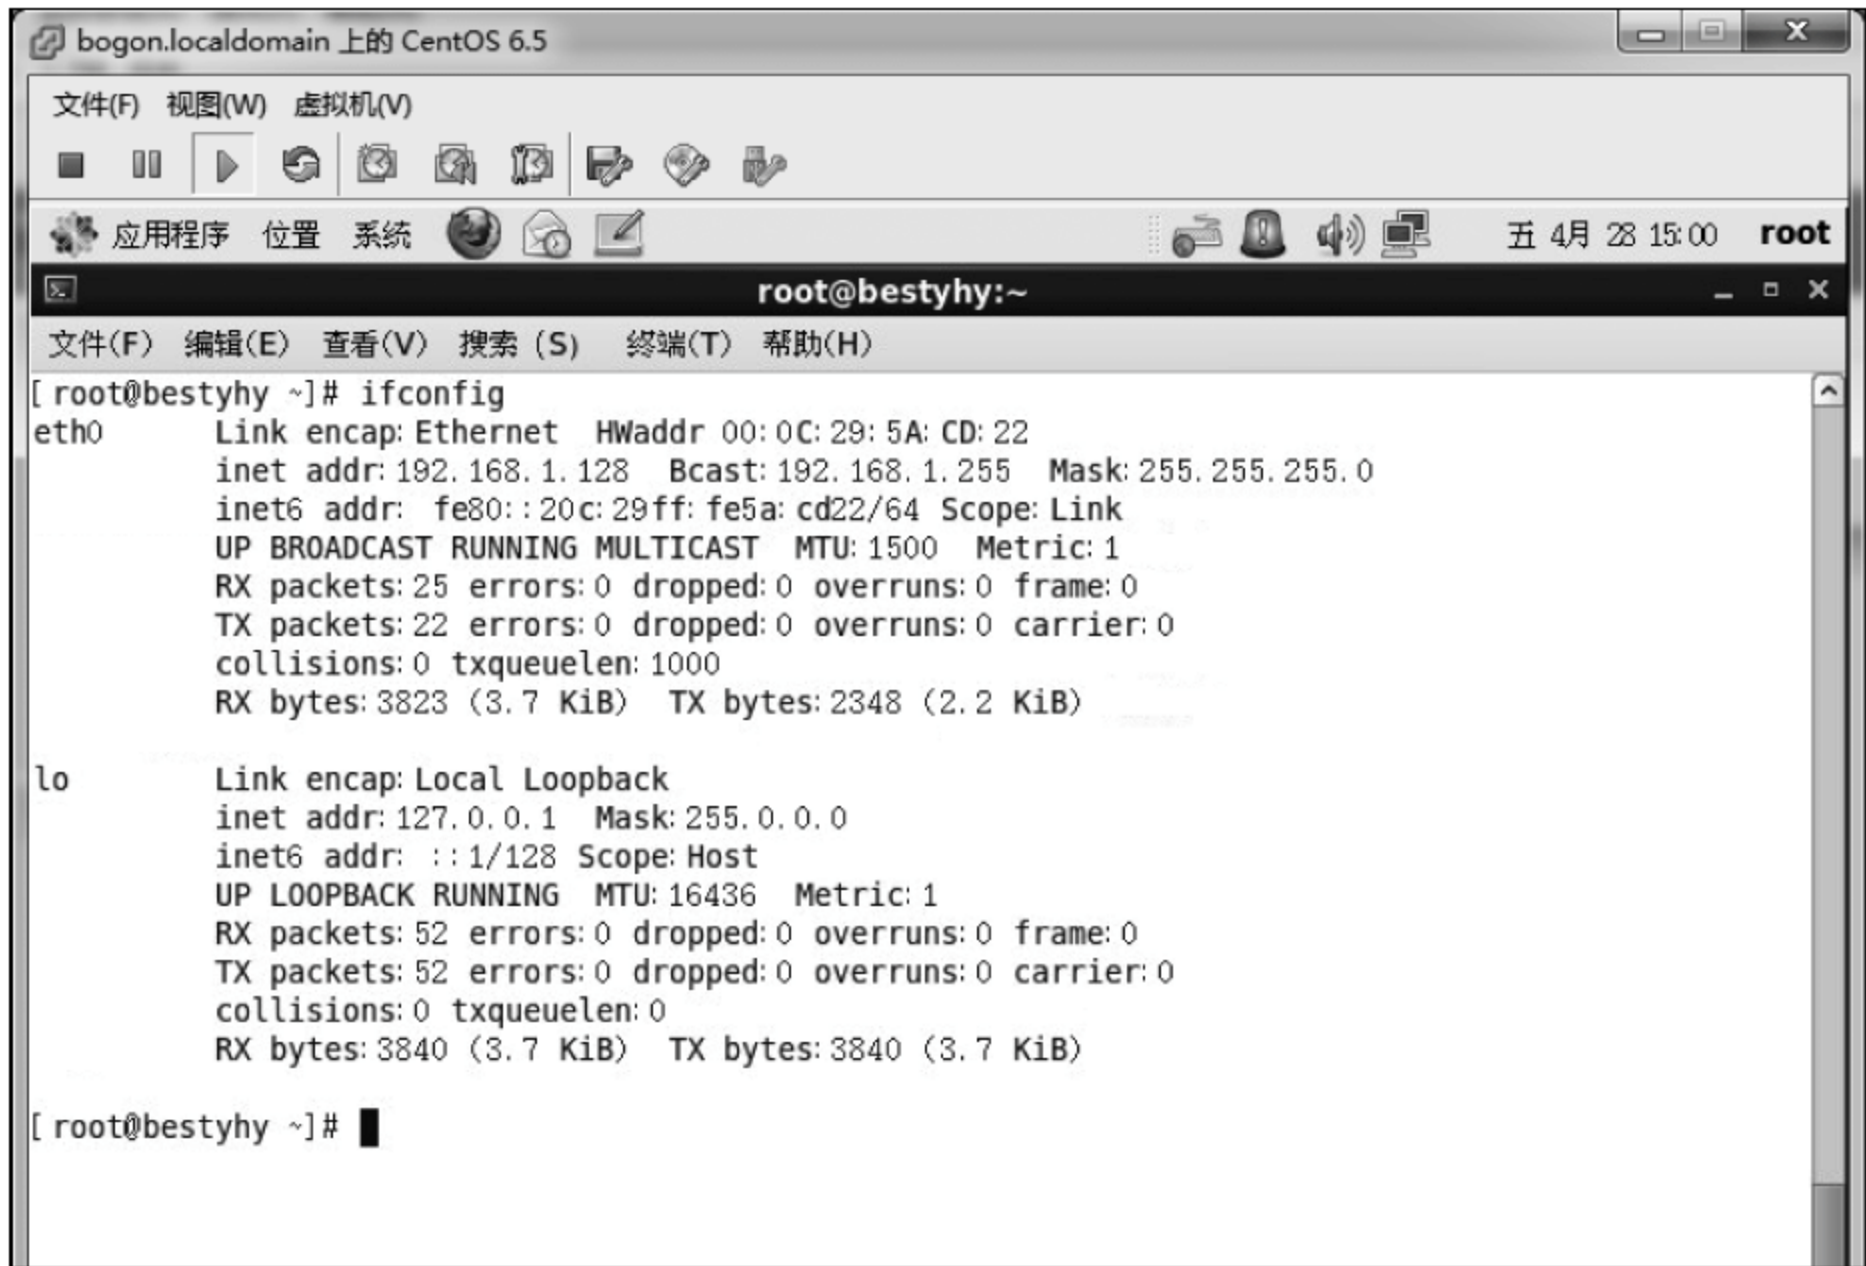 bogon.localdomain 上的 CentOS 6.5
文件(F) 视图(W) 虚拟机(V)
应用程序 位置 系统 五 4月 28 15:00 root
root@bestyhy:~
文件(F) 编辑(E) 查看(V) 搜索 (S) 终端(T) 帮助(H)
[root@bestyhy ~]# ifconfig
eth0 Link encap:Ethernet HWaddr 00:0C:29:5A:CD:22
inet addr:192.168.1.128 Bcast:192.168.1.255 Mask:255.255.255.0
inet6 addr: fe80::20c:29ff:fe5a:cd22/64 Scope:Link
UP BROADCAST RUNNING MULTICAST MTU:1500 Metric:1
RX packets:25 errors:0 dropped:0 overruns:0 frame:0
TX packets:22 errors:0 dropped:0 overruns:0 carrier:0
collisions:0 txqueuelen:1000
RX bytes:3823 (3.7 KiB) TX bytes:2348 (2.2 KiB)
lo Link encap:Local Loopback
inet addr:127.0.0.1 Mask:255.0.0.0
inet6 addr: ::1/128 Scope:Host
UP LOOPBACK RUNNING MTU:16436 Metric:1
RX packets:52 errors:0 dropped:0 overruns:0 frame:0
TX packets:52 errors:0 dropped:0 overruns:0 carrier:0
collisions:0 txqueuelen:0
RX bytes:3840 (3.7 KiB) TX bytes:3840 (3.7 KiB)
[root@bestyhy ~]#